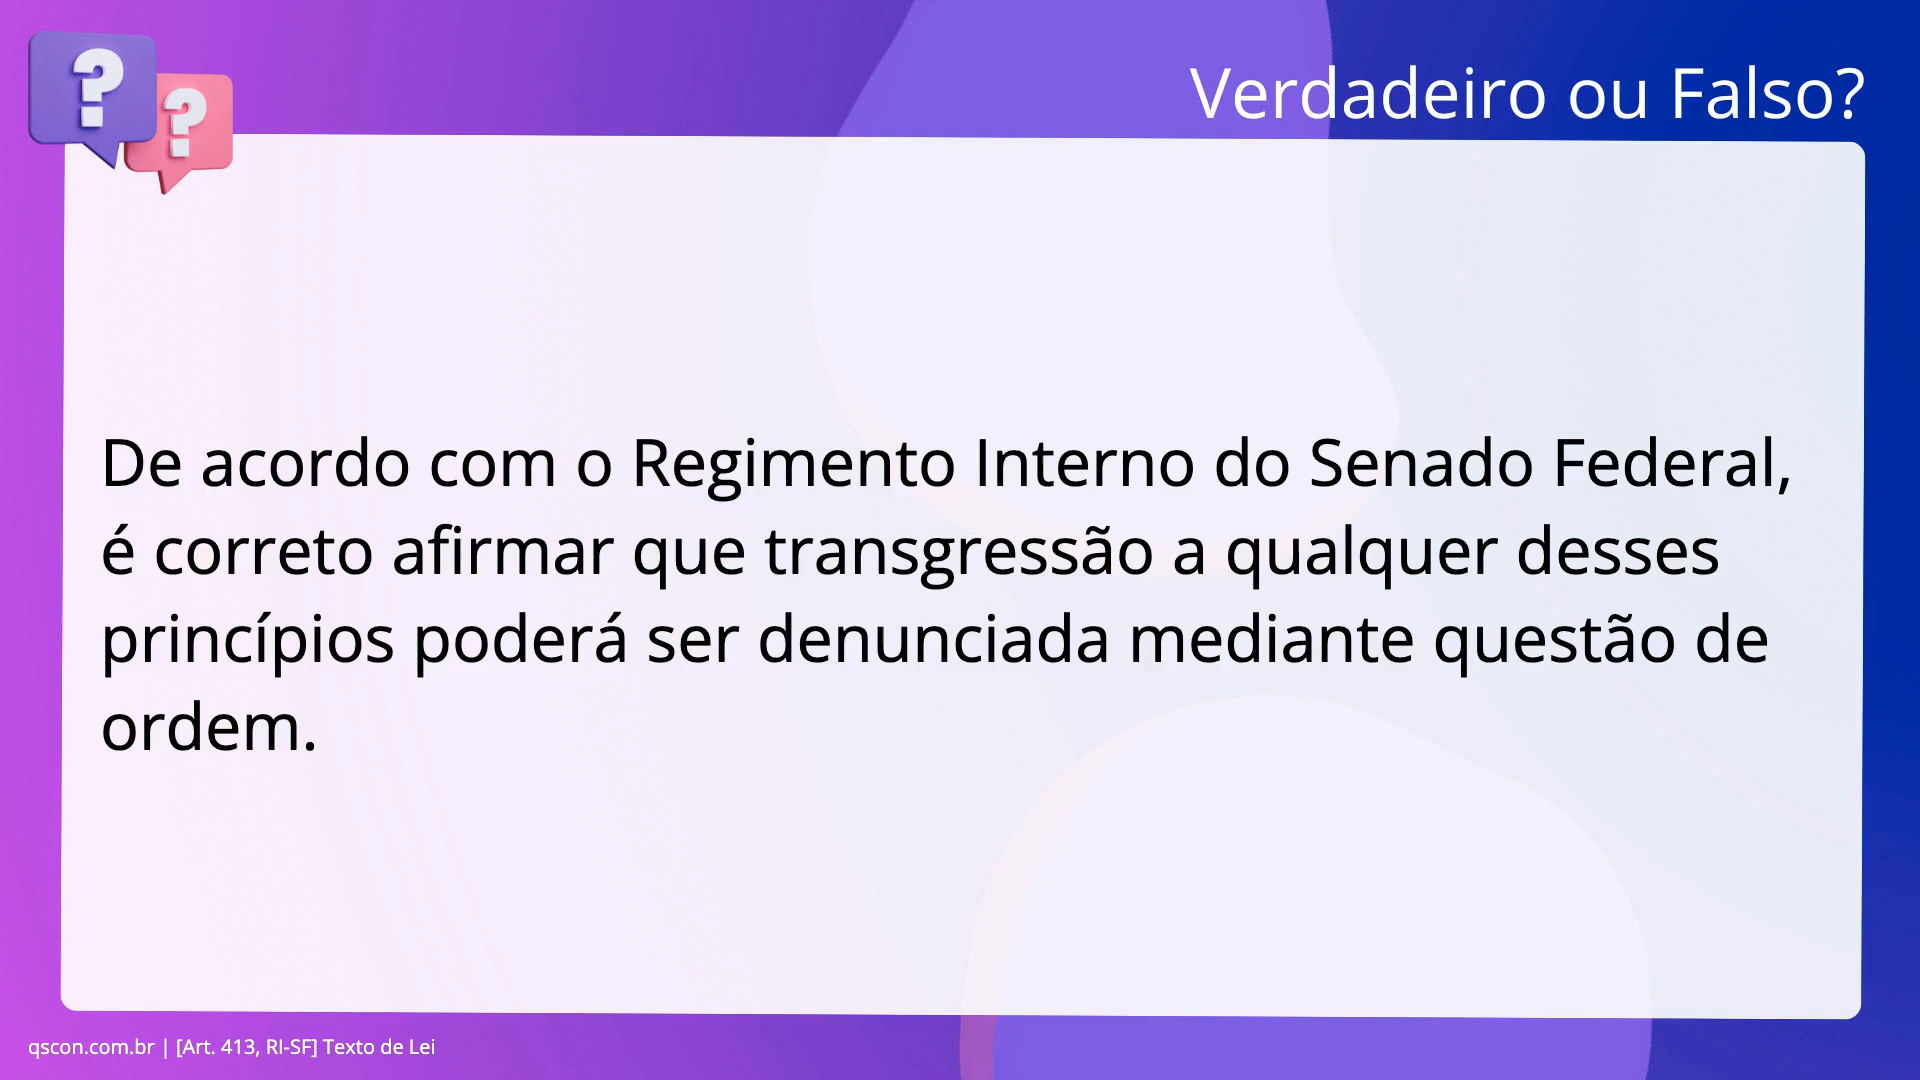 Verdadeiro ou Falso?
De acordo com o Regimento Interno do Senado Federal,
é correto afirmar que transgressão a qualquer desses
princípios poderá ser denunciada mediante questão de
ordem.
qscon.com.br | [Art. 413, RI-SF] Texto de Lei